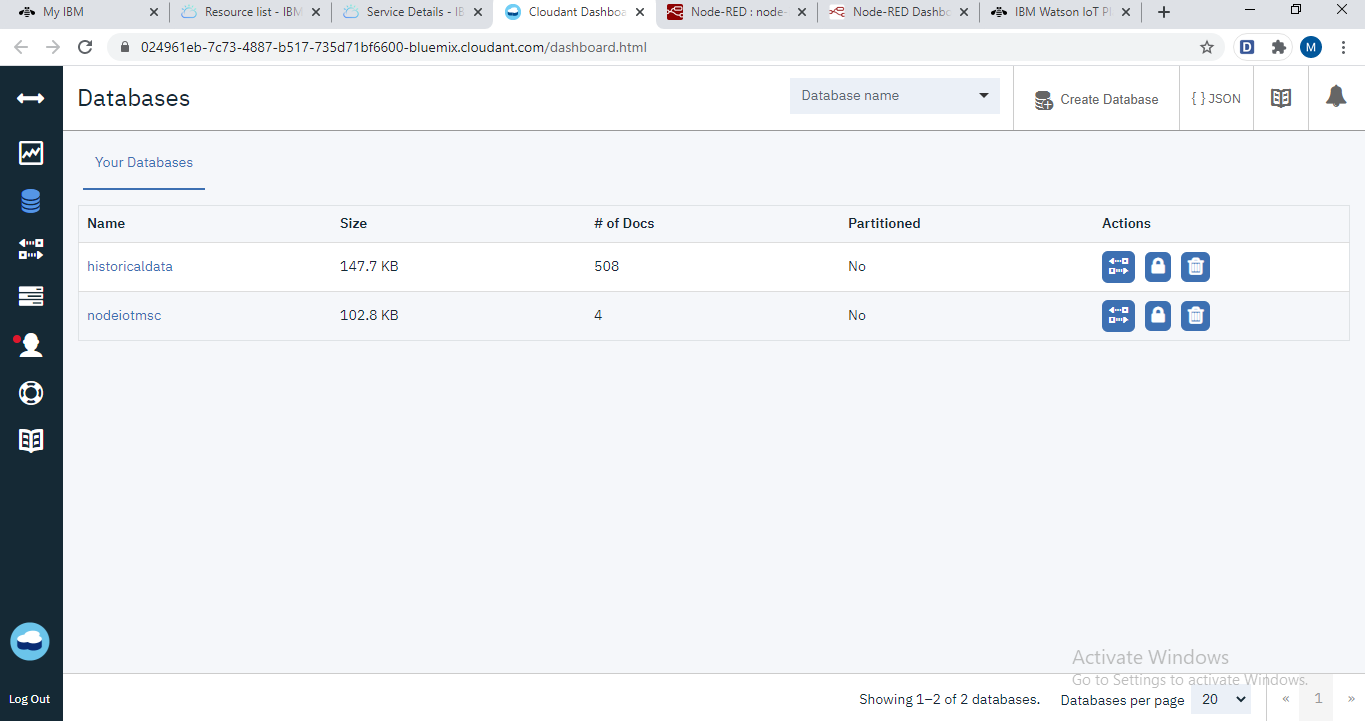 My IBM
Resource list - IBM
Service Details - IB
Cloudant Dashboa
Node-RED : node-
Node-RED Dashbo
IBM Watson IoT Pl
024961eb-7c73-4887-b517-735d71bf6600-bluemix.cloudant.com/dashboard.html
D
M
Databases
Database name
Create Database
{ } JSON
Your Databases
Name Size # of Docs Partitioned Actions
historicaldata 147.7 KB 508 No
nodeiotmsc 102.8 KB 4 No
Activate Windows
Go to Settings to activate Windows.
Log Out
Showing 1–2 of 2 databases. Databases per page 20 « 1 »